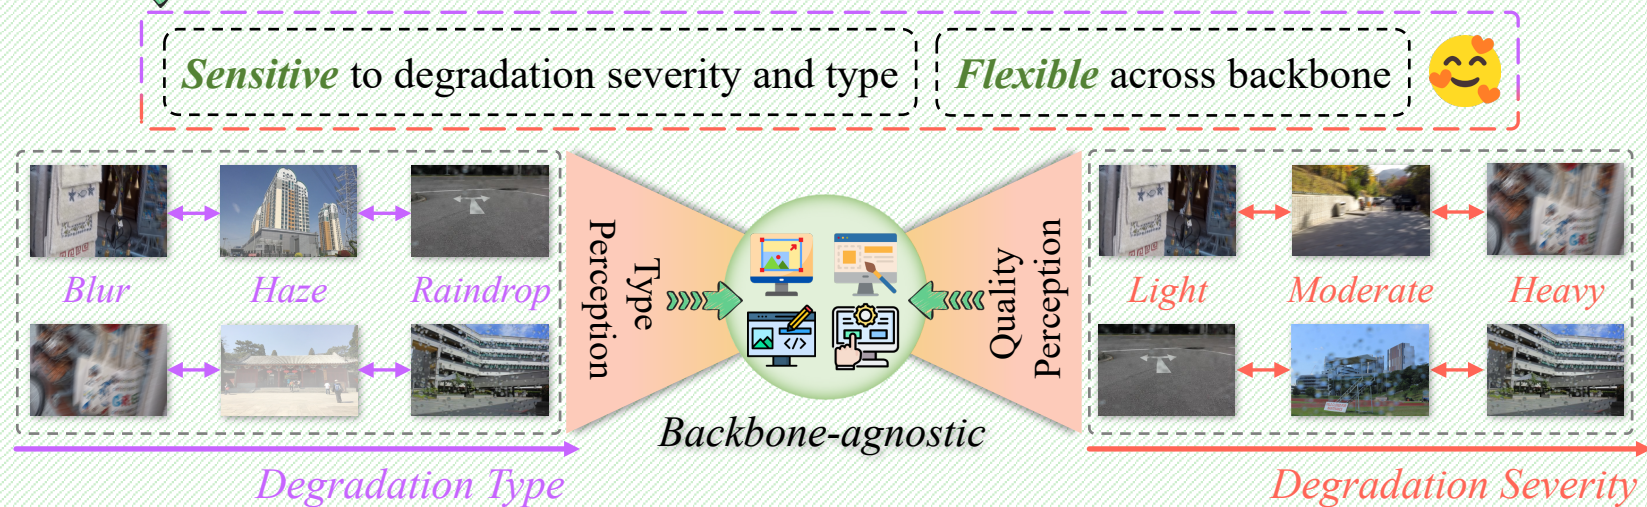 Sensitive to degradation severity and type
Flexible across backbone
Blur
Haze
Raindrop
Type
Perception
</>
Backbone-agnostic
Quality
Perception
Light
Moderate
Heavy
Degradation Type
Degradation Severity